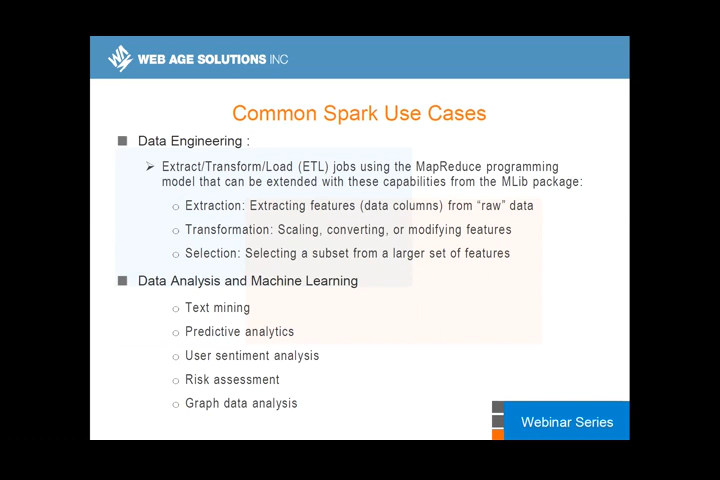 WEB AGE SOLUTIONS INC
Common Spark Use Cases
Data Engineering :
Extract/Transform/Load (ETL) jobs using the MapReduce programming
model that can be extended with these capabilities from the MLib package:
Extraction: Extracting features (data columns) from “raw” data
Transformation: Scaling, converting, or modifying features
Selection: Selecting a subset from a larger set of features
Data Analysis and Machine Learning
Text mining
Predictive analytics
User sentiment analysis
Risk assessment
Graph data analysis
Webinar Series